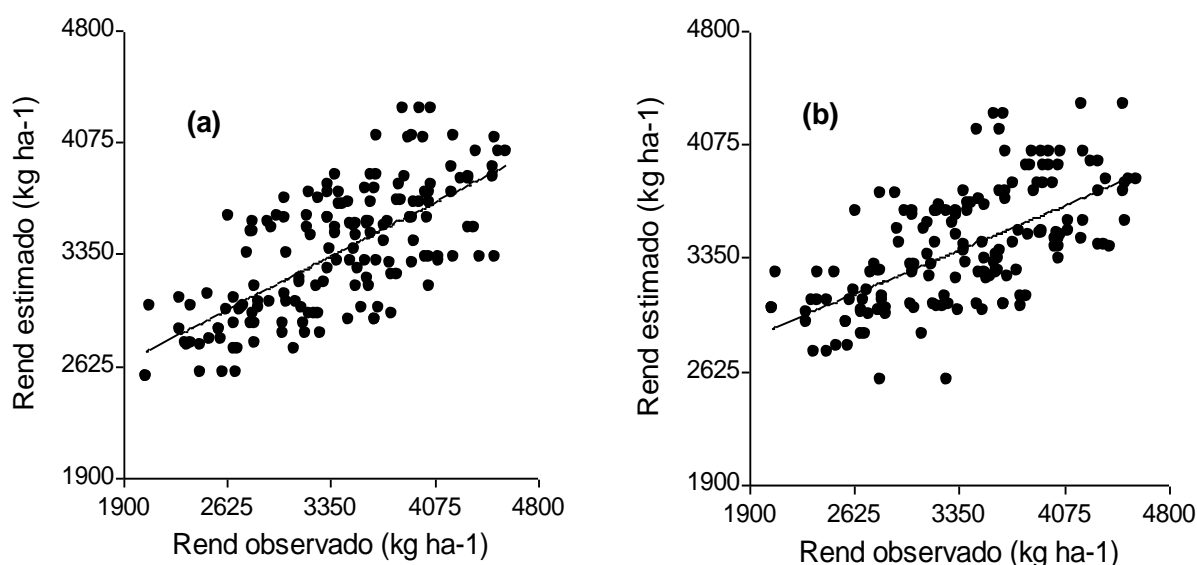 4800
4075
3350
2625
1900
Rend estimado (kg ha-1)
(a)
1900 2625 3350 4075 4800
Rend observado (kg ha-1)
4800
4075
3350
2625
1900
Rend estimado (kg ha-1)
(b)
1900 2625 3350 4075 4800
Rend observado (kg ha-1)